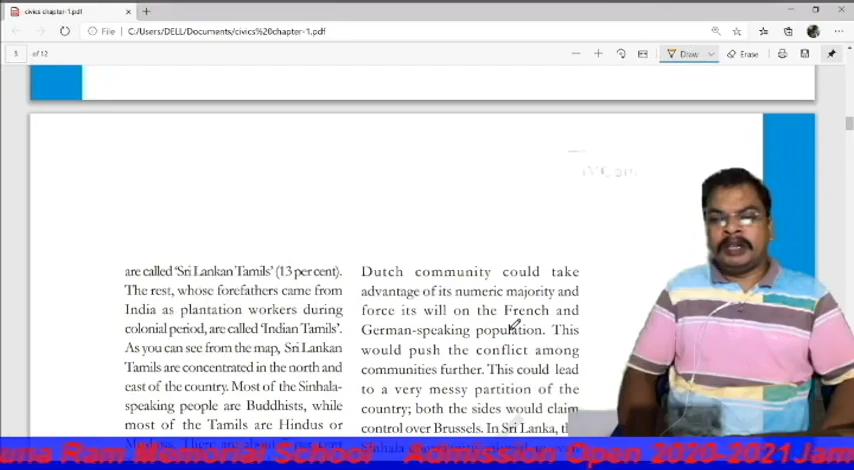 civics chapter-1.pdf
File | C:/Users/DELL/Documents/civics%20chapter-1.pdf
3 of 12
Draw
Erase
are called ‘Sri Lankan Tamils’ (13 per cent).
The rest, whose forefathers came from
India as plantation workers during
colonial period, are called ‘Indian Tamils’.
As you can see from the map, Sri Lankan
Tamils are concentrated in the north and
east of the country. Most of the Sinhala-
speaking people are Buddhists, while
most of the Tamils are Hindus or
Dutch community could take
advantage of its numeric majority and
force its will on the French and
German-speaking population. This
would push the conflict among
communities further. This could lead
to a very messy partition of the
country; both the sides would claim
control over Brussels. In Sri Lanka, th
ena Ram Memorial School Admission Open 2020-2021 Jam